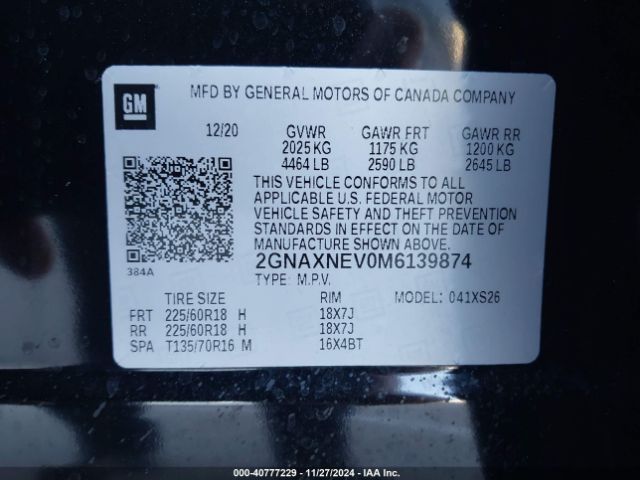 GM
MFD BY GENERAL MOTORS OF CANADA COMPANY
12/20 GVWR GAWR FRT GAWR RR
2025 KG 1175 KG 1200 KG
4464 LB 2590 LB 2645 LB
THIS VEHICLE CONFORMS TO ALL
APPLICABLE U.S. FEDERAL MOTOR
VEHICLE SAFETY AND THEFT PREVENTION
STANDARDS IN EFFECT ON THE DATE OF
MANUFACTURE SHOWN ABOVE.
384A
2GNAXNEV0M6139874
TYPE: M.P.V.
TIRE SIZE RIM MODEL: 041XS26
FRT 225/60R18 H 18X7J
RR 225/60R18 H 18X7J
SPA T135/70R16 M 16X4BT
000-40777229 - 11/27/2024 - IAA Inc.